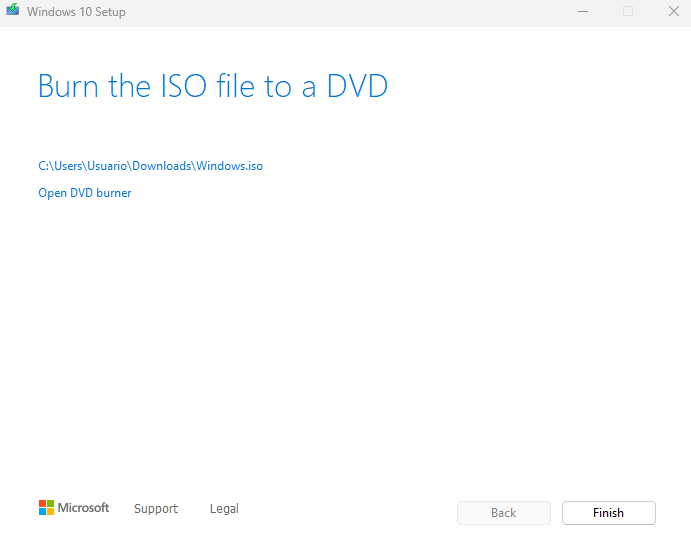 Windows 10 Setup
Burn the ISO file to a DVD
C:\Users\Usuario\Downloads\Windows.iso
Open DVD burner
Microsoft Support Legal Back Finish